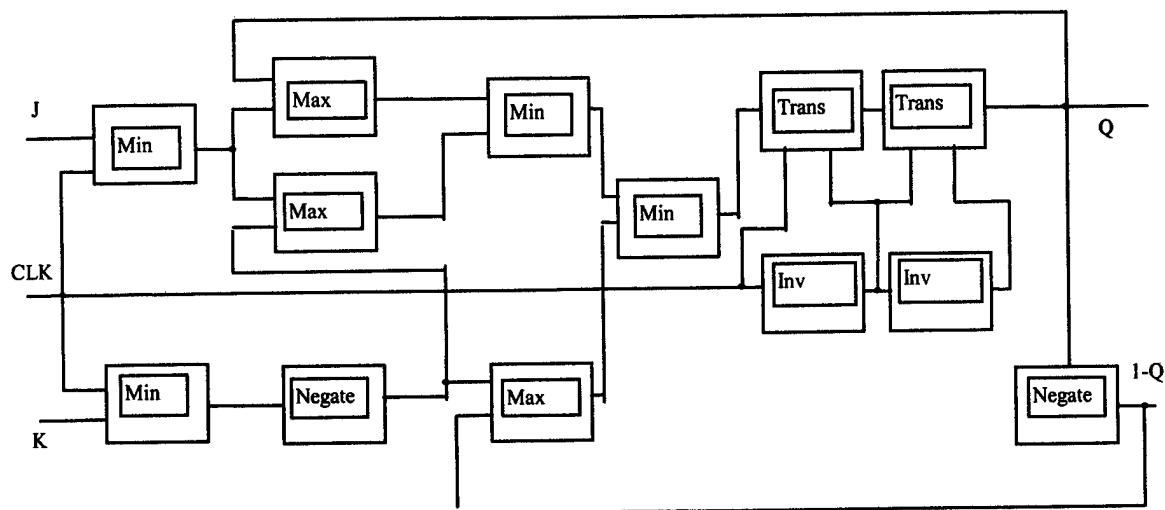 J
Min
Max
Max
Min
Min
Trans
Trans
Q
CLK
Inv
Inv
Min
K
Negate
Max
Negate
1-Q